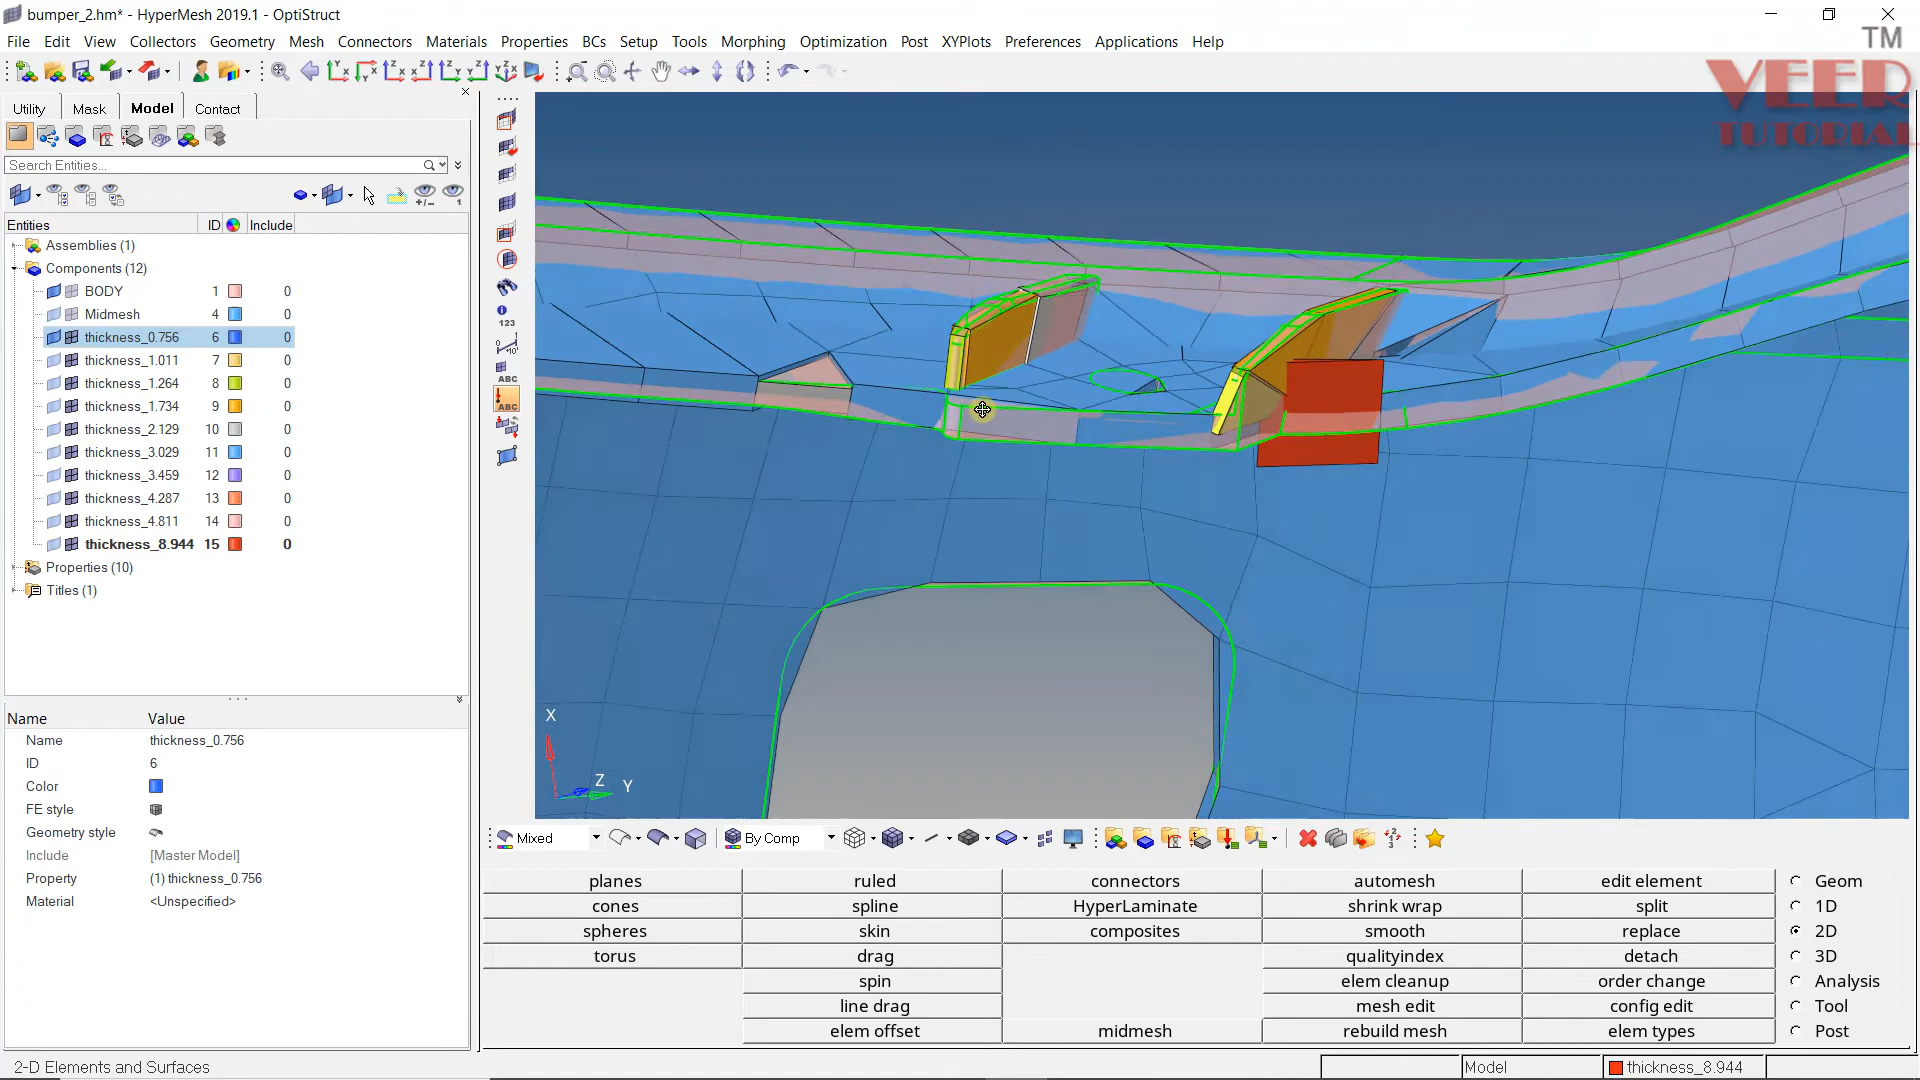 bumper_2.hm* - HyperMesh 2019.1 - OptiStruct
File Edit View Collectors Geometry Mesh Connectors Materials Properties BCs Setup Tools Morphing Optimization Post XYPlots Preferences Applications Help
TM
VEER
TUTORIAL
Utility Mask Model Contact
Search Entities...
Entities ID Include
Assemblies (1)
Components (12)
BODY 1 0
Midmesh 4 0
thickness_0.756 6 0
thickness_1.011 7 0
thickness_1.264 8 0
thickness_1.734 9 0
thickness_2.129 10 0
thickness_3.029 11 0
thickness_3.459 12 0
thickness_4.287 13 0
thickness_4.811 14 0
thickness_8.944 15 0
Properties (10)
Titles (1)
123
ABC
ABC
Name Value
Name thickness_0.756
ID 6
Color
FE style
Geometry style
Include [Master Model]
Property (1) thickness_0.756
Material <Unspecified>
X
Z
Y
Mixed By Comp
planes ruled connectors automesh edit element Geom
cones spline HyperLaminate shrink wrap split 1D
spheres skin composites smooth replace 2D
torus drag qualityindex detach 3D
spin elem cleanup order change Analysis
line drag mesh edit config edit Tool
elem offset midmesh rebuild mesh elem types Post
2-D Elements and Surfaces Model thickness_8.944